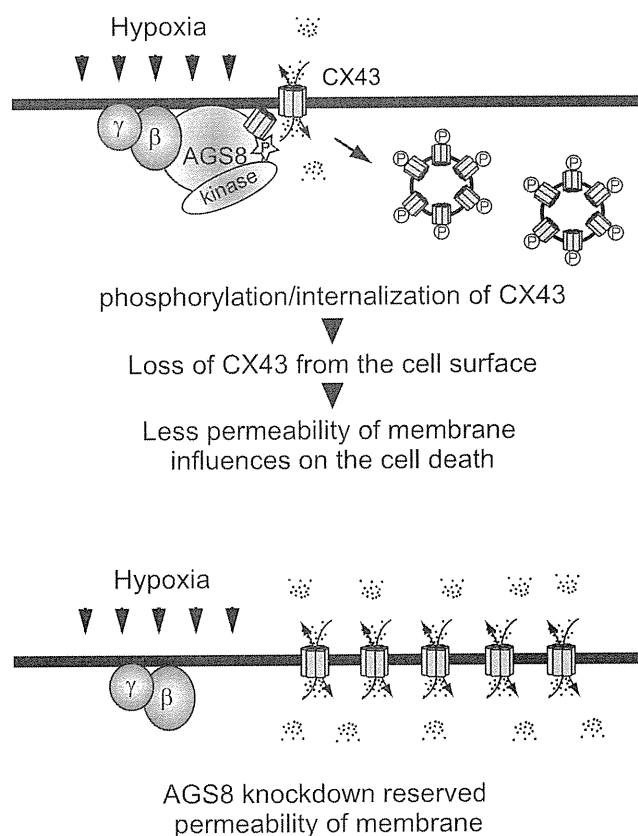 Hypoxia
CX43
γ
β
AGS8
P
kinase
P
P
P
P
P
P
P
P
P
P
P
P
phosphorylation/internalization of CX43
Loss of CX43 from the cell surface
Less permeability of membrane
influences on the cell death
Hypoxia
γ
β
AGS8 knockdown reserved
permeability of membrane